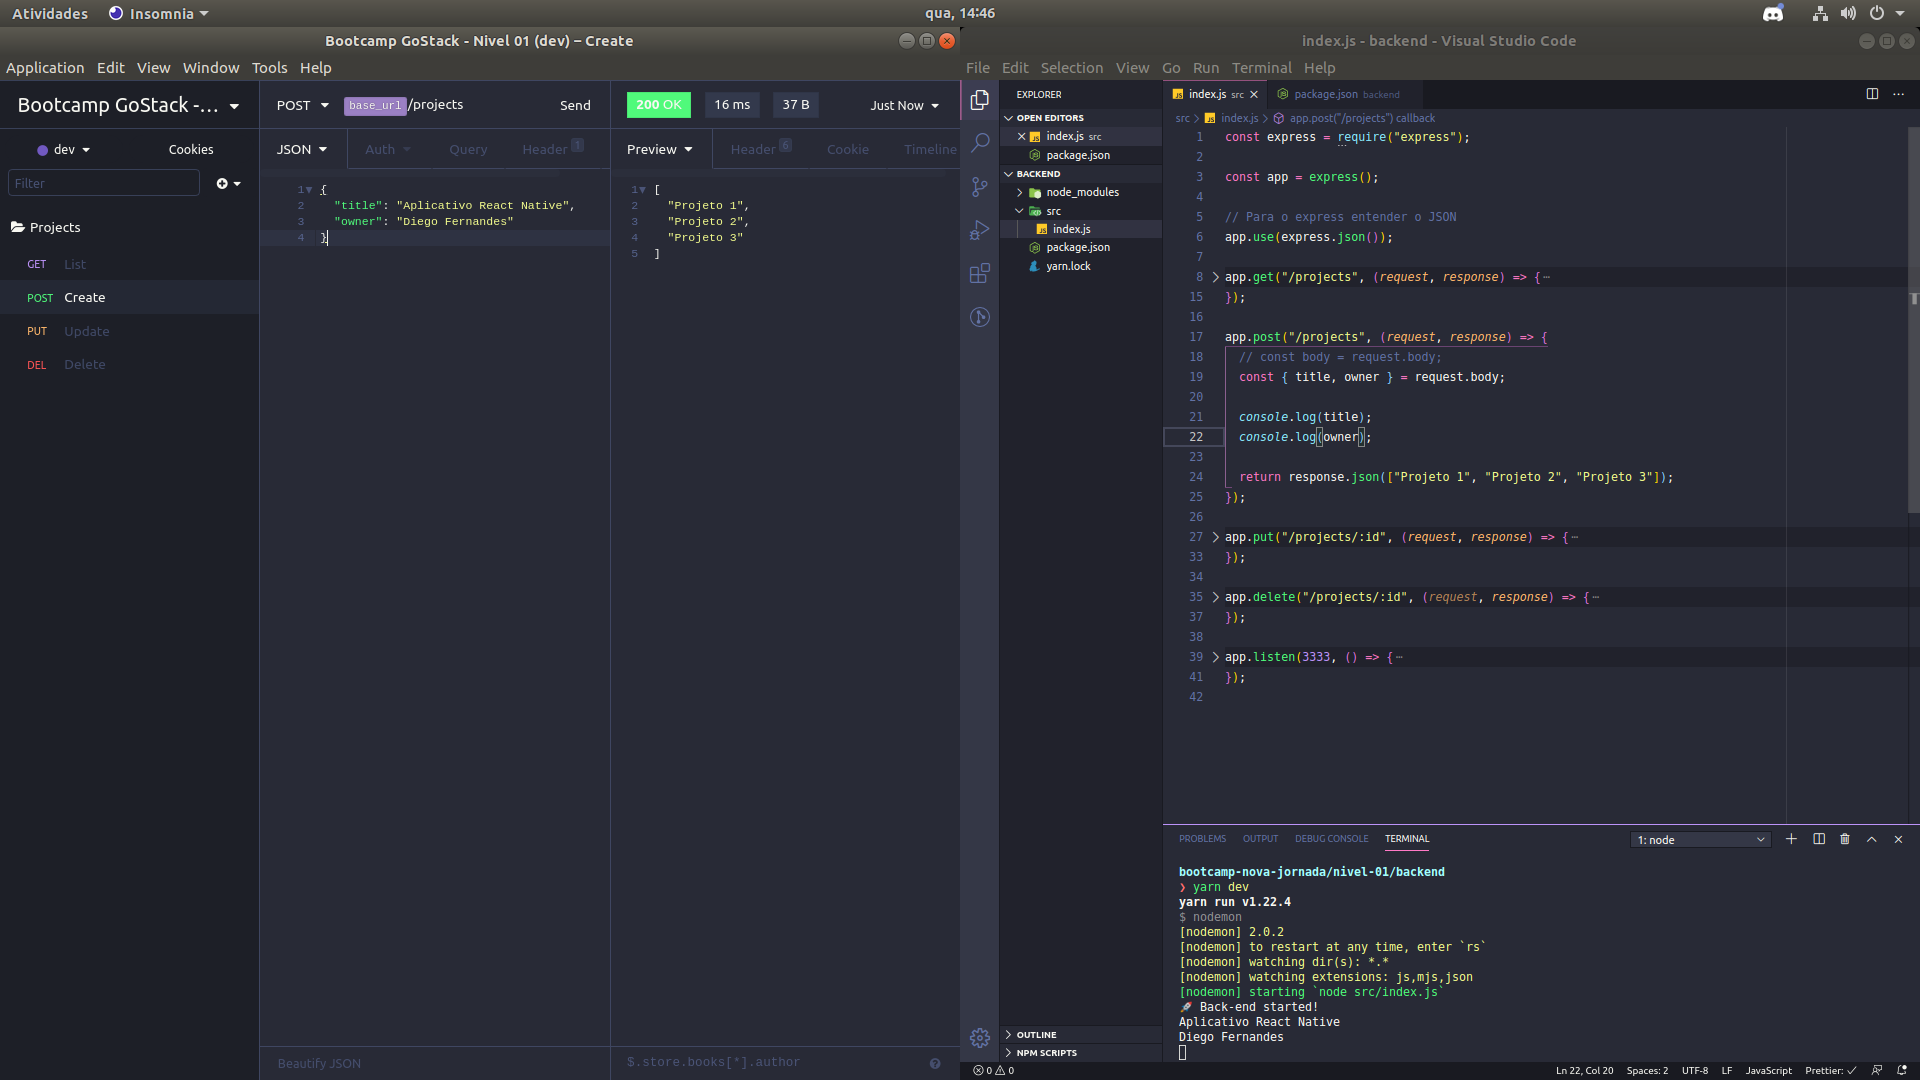 Atividades
Insomnia
qua, 14:46
Bootcamp GoStack - Nivel 01 (dev) – Create
Application Edit View Window Tools Help
Bootcamp GoStack -...
dev
Cookies
Filter
Projects
GET List
POST Create
PUT Update
DEL Delete
POST
base_url/projects
Send
JSON
Auth
Query
Header 1
1 {
2 "title": "Aplicativo React Native",
3 "owner": "Diego Fernandes"
4 }
Beautify JSON
200 OK
16 ms
37 B
Just Now
Preview
Header 6
Cookie
Timeline
1 [
2 "Projeto 1",
3 "Projeto 2",
4 "Projeto 3"
5 ]
$.store.books[*].author
index.js - backend - Visual Studio Code
File Edit Selection View Go Run Terminal Help
EXPLORER
OPEN EDITORS
index.js src
package.json
BACKEND
node_modules
src
index.js
package.json
yarn.lock
OUTLINE
NPM SCRIPTS
index.js src
package.json backend
src > index.js > app.post("/projects") callback
1 const express = require("express");
2
3 const app = express();
4
5 // Para o express entender o JSON
6 app.use(express.json());
7
8 app.get("/projects", (request, response) => {⋯
15 });
16
17 app.post("/projects", (request, response) => {
18 // const body = request.body;
19 const { title, owner } = request.body;
20
21 console.log(title);
22 console.log(owner);
23
24 return response.json(["Projeto 1", "Projeto 2", "Projeto 3"]);
25 });
26
27 app.put("/projects/:id", (request, response) => {⋯
33 });
34
35 app.delete("/projects/:id", (request, response) => {⋯
37 });
38
39 app.listen(3333, () => {⋯
41 });
42
PROBLEMS OUTPUT DEBUG CONSOLE TERMINAL
1: node
bootcamp-nova-jornada/nivel-01/backend
❯ yarn dev
yarn run v1.22.4
$ nodemon
[nodemon] 2.0.2
[nodemon] to restart at any time, enter `rs`
[nodemon] watching dir(s): *.*
[nodemon] watching extensions: js,mjs,json
[nodemon] starting `node src/index.js`
🚀 Back-end started!
Aplicativo React Native
Diego Fernandes
0 0
Ln 22, Col 20 Spaces: 2 UTF-8 LF JavaScript Prettier: ✓